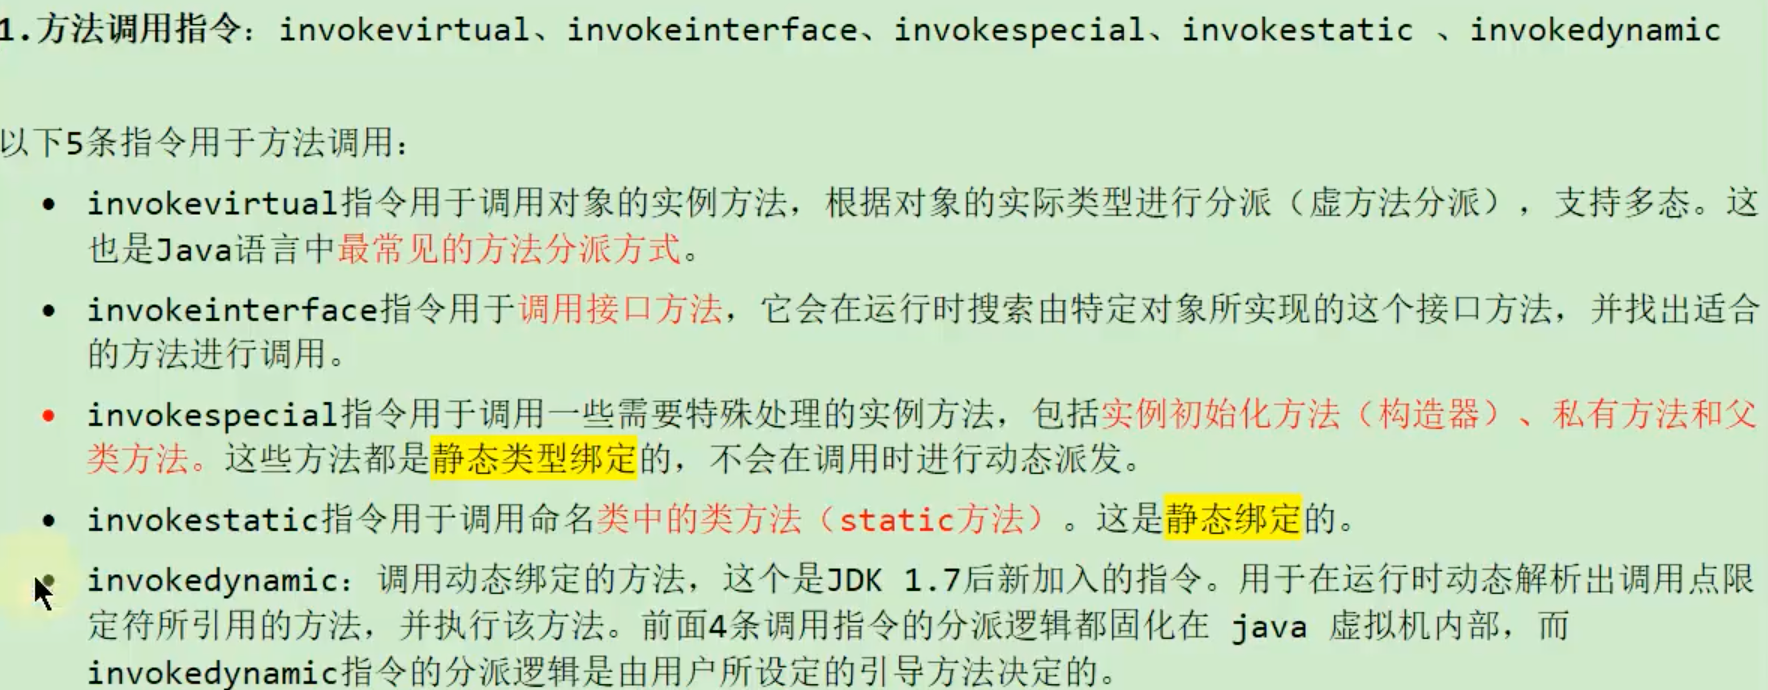 1.方法调用指令：invokevirtual、invokeinterface、invokespecial、invokestatic 、invokedynamic
以下5条指令用于方法调用：
• invokevirtual指令用于调用对象的实例方法，根据对象的实际类型进行分派（虚方法分派），支持多态。这
也是Java语言中最常见的方法分派方式。
• invokeinterface指令用于调用接口方法，它会在运行时搜索由特定对象所实现的这个接口方法，并找出适合
的方法进行调用。
• invokespecial指令用于调用一些需要特殊处理的实例方法，包括实例初始化方法（构造器）、私有方法和父
类方法。这些方法都是静态类型绑定的，不会在调用时进行动态派发。
• invokestatic指令用于调用命名类中的类方法（static方法）。这是静态绑定的。
• invokedynamic：调用动态绑定的方法，这个是JDK 1.7后新加入的指令。用于在运行时动态解析出调用点限
定符所引用的方法，并执行该方法。前面4条调用指令的分派逻辑都固化在 java 虚拟机内部，而
invokedynamic指令的分派逻辑是由用户所设定的引导方法决定的。